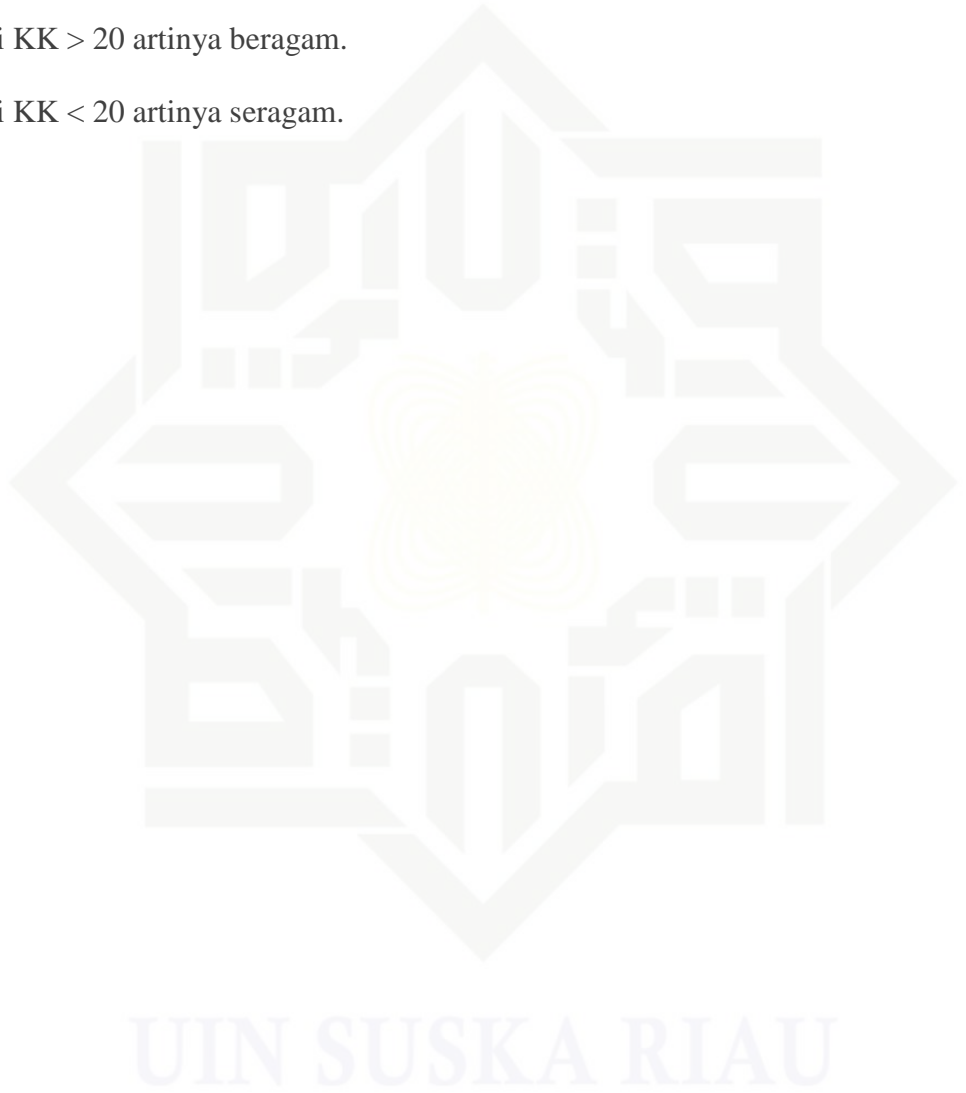 i KK > 20 artinya beragam.
i KK < 20 artinya seragam.
UIN SUSKA RIAU